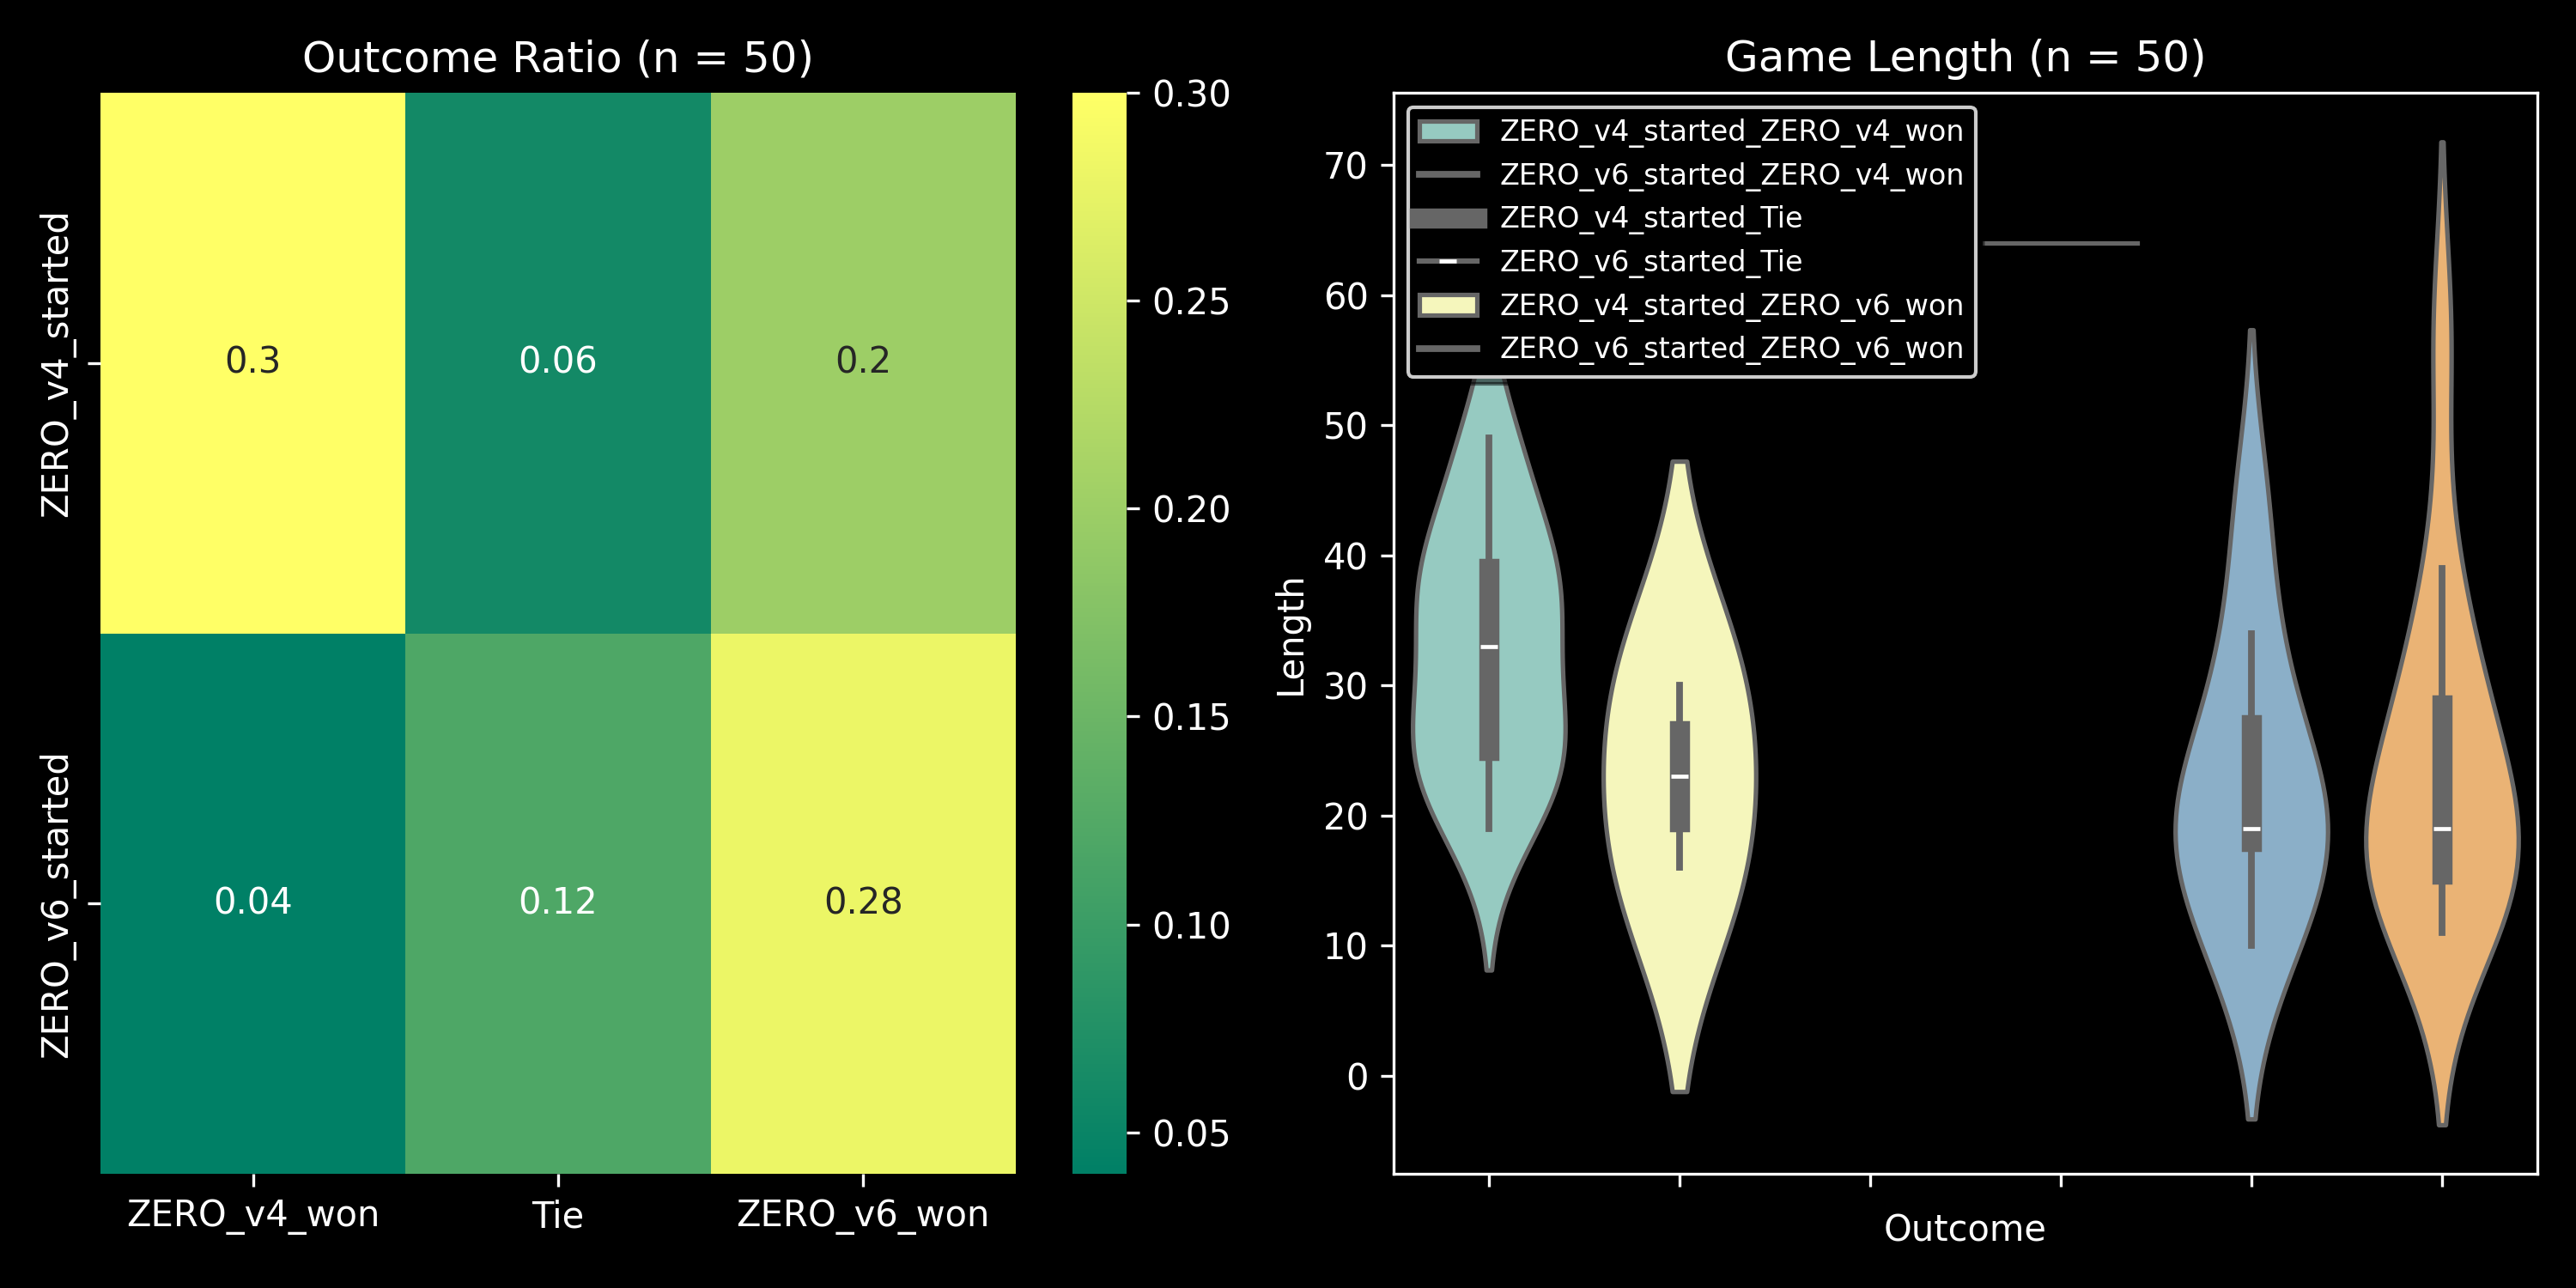 Outcome Ratio (n = 50)
ZERO_v4_started
0.3
0.06
0.2
ZERO_v6_started
0.04
0.12
0.28
ZERO_v4_won
Tie
ZERO_v6_won
0.30
0.25
0.20
0.15
0.10
0.05
Game Length (n = 50)
ZERO_v4_started_ZERO_v4_won
ZERO_v6_started_ZERO_v4_won
ZERO_v4_started_Tie
ZERO_v6_started_Tie
ZERO_v4_started_ZERO_v6_won
ZERO_v6_started_ZERO_v6_won
Length
70
60
50
40
30
20
10
0
Outcome